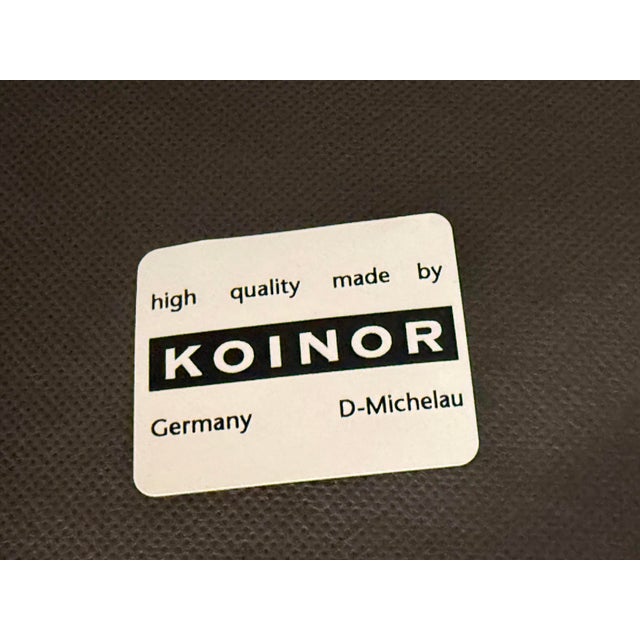 high quality made by
KOINOR
Germany D-Michelau